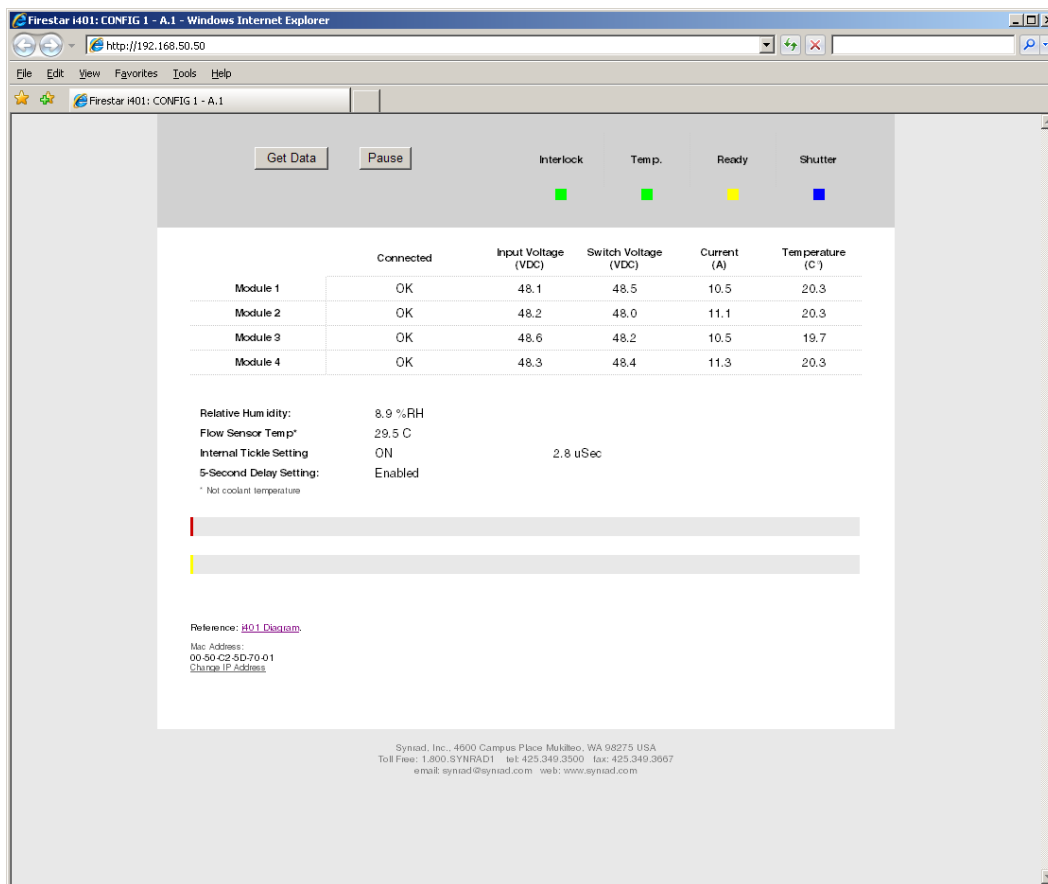 Firestar i401: CONFIG 1 - A.1 - Windows Internet Explorer
http://192.168.50.50
File Edit View Favorites Tools Help
Firestar i401: CONFIG 1 - A.1
Get Data Pause Interlock Temp. Ready Shutter
Connected Input Voltage (VDC) Switch Voltage (VDC) Current (A) Temperature (C°)
Module 1 OK 48.1 48.5 10.5 20.3
Module 2 OK 48.2 48.0 11.1 20.3
Module 3 OK 48.6 48.2 10.5 19.7
Module 4 OK 48.3 48.4 11.3 20.3
Relative Humidity: 8.9 %RH
Flow Sensor Temp* 29.5 C
Internal Tickle Setting ON 2.8 uSec
5-Second Delay Setting: Enabled
* Not coolant temperature
Reference: i401 Diagram.
Mac Address:
00-50-C2-5D-70-01
Change IP Address
Synrad, Inc., 4600 Campus Place Mukilteo, WA 98275 USA
Toll Free: 1.800.SYNRAD1 tel: 425.349.3500 fax: 425.349.3667
email: synrad@synrad.com web: www.synrad.com